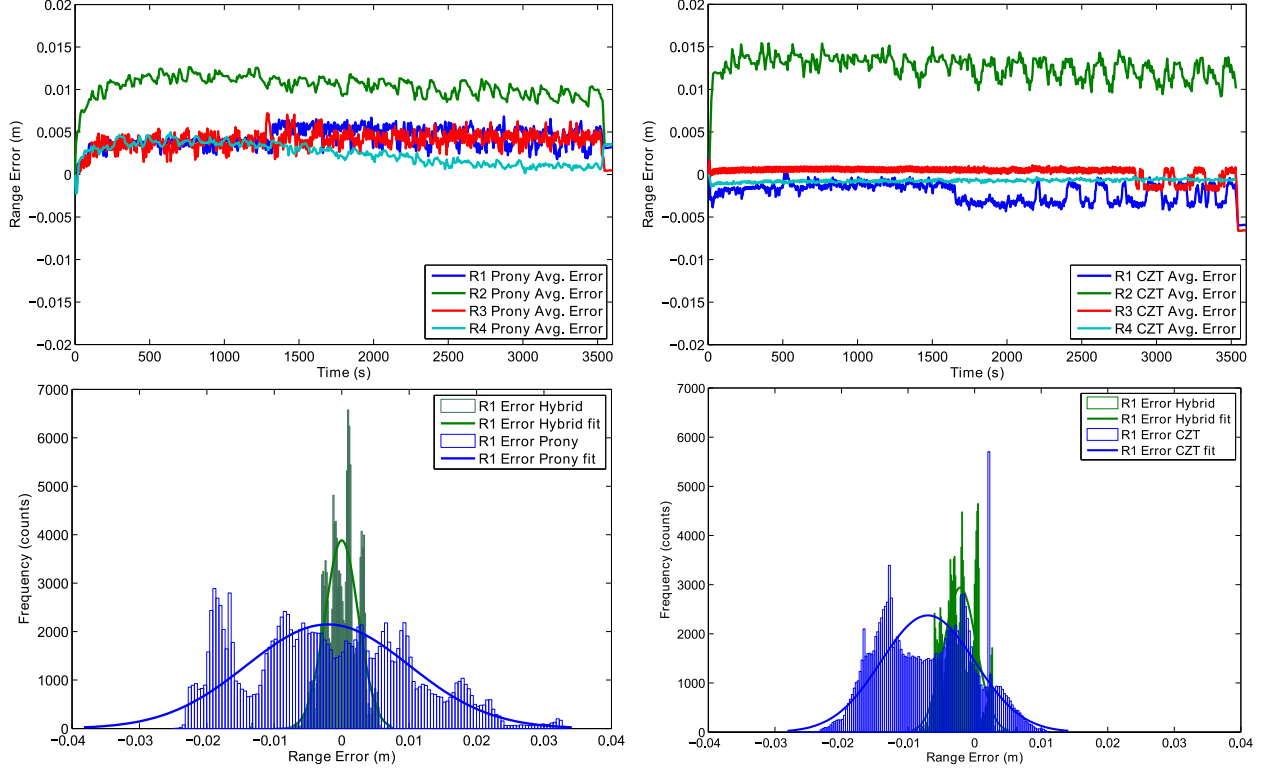 0.02
0.015
0.01
0.005
0
−0.005
−0.01
−0.015
−0.02
Range Error (m)
0 500 1000 1500 2000 2500 3000 3500
Time (s)
R1 Prony Avg. Error
R2 Prony Avg. Error
R3 Prony Avg. Error
R4 Prony Avg. Error
0.02
0.015
0.01
0.005
0
−0.005
−0.01
−0.015
−0.02
Range Error (m)
0 500 1000 1500 2000 2500 3000 3500
Time (s)
R1 CZT Avg. Error
R2 CZT Avg. Error
R3 CZT Avg. Error
R4 CZT Avg. Error
7000
6000
5000
4000
3000
2000
1000
0
Frequency (counts)
−0.04 −0.03 −0.02 −0.01 0 0.01 0.02 0.03 0.04
Range Error (m)
R1 Error Hybrid
R1 Error Hybrid fit
R1 Error Prony
R1 Error Prony fit
7000
6000
5000
4000
3000
2000
1000
0
Frequency (counts)
−0.04 −0.03 −0.02 −0.01 0 0.01 0.02 0.03 0.04
Range Error (m)
R1 Error Hybrid
R1 Error Hybrid fit
R1 Error CZT
R1 Error CZT fit